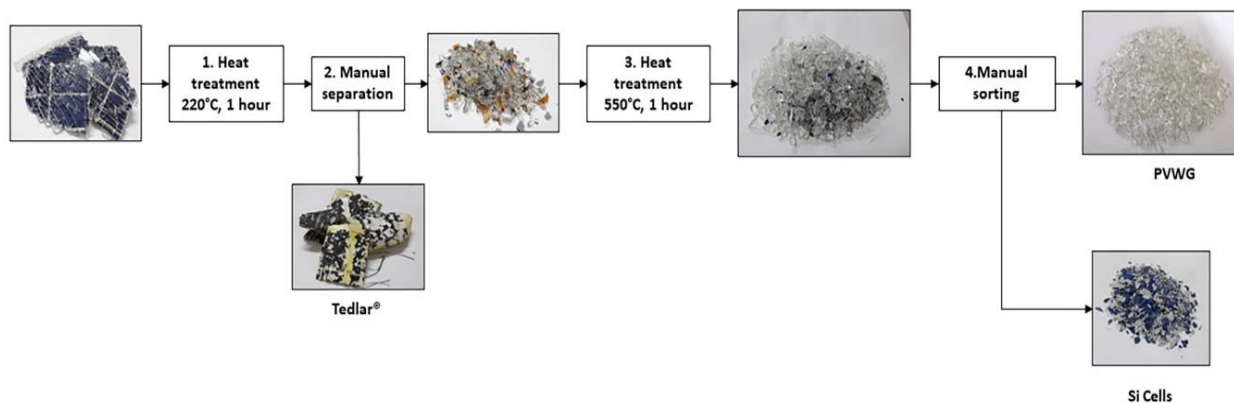 1. Heat
treatment
220°C, 1 hour
2. Manual
separation
3. Heat
treatment
550°C, 1 hour
4.Manual
sorting
PVWG
Tedlar®
Si Cells